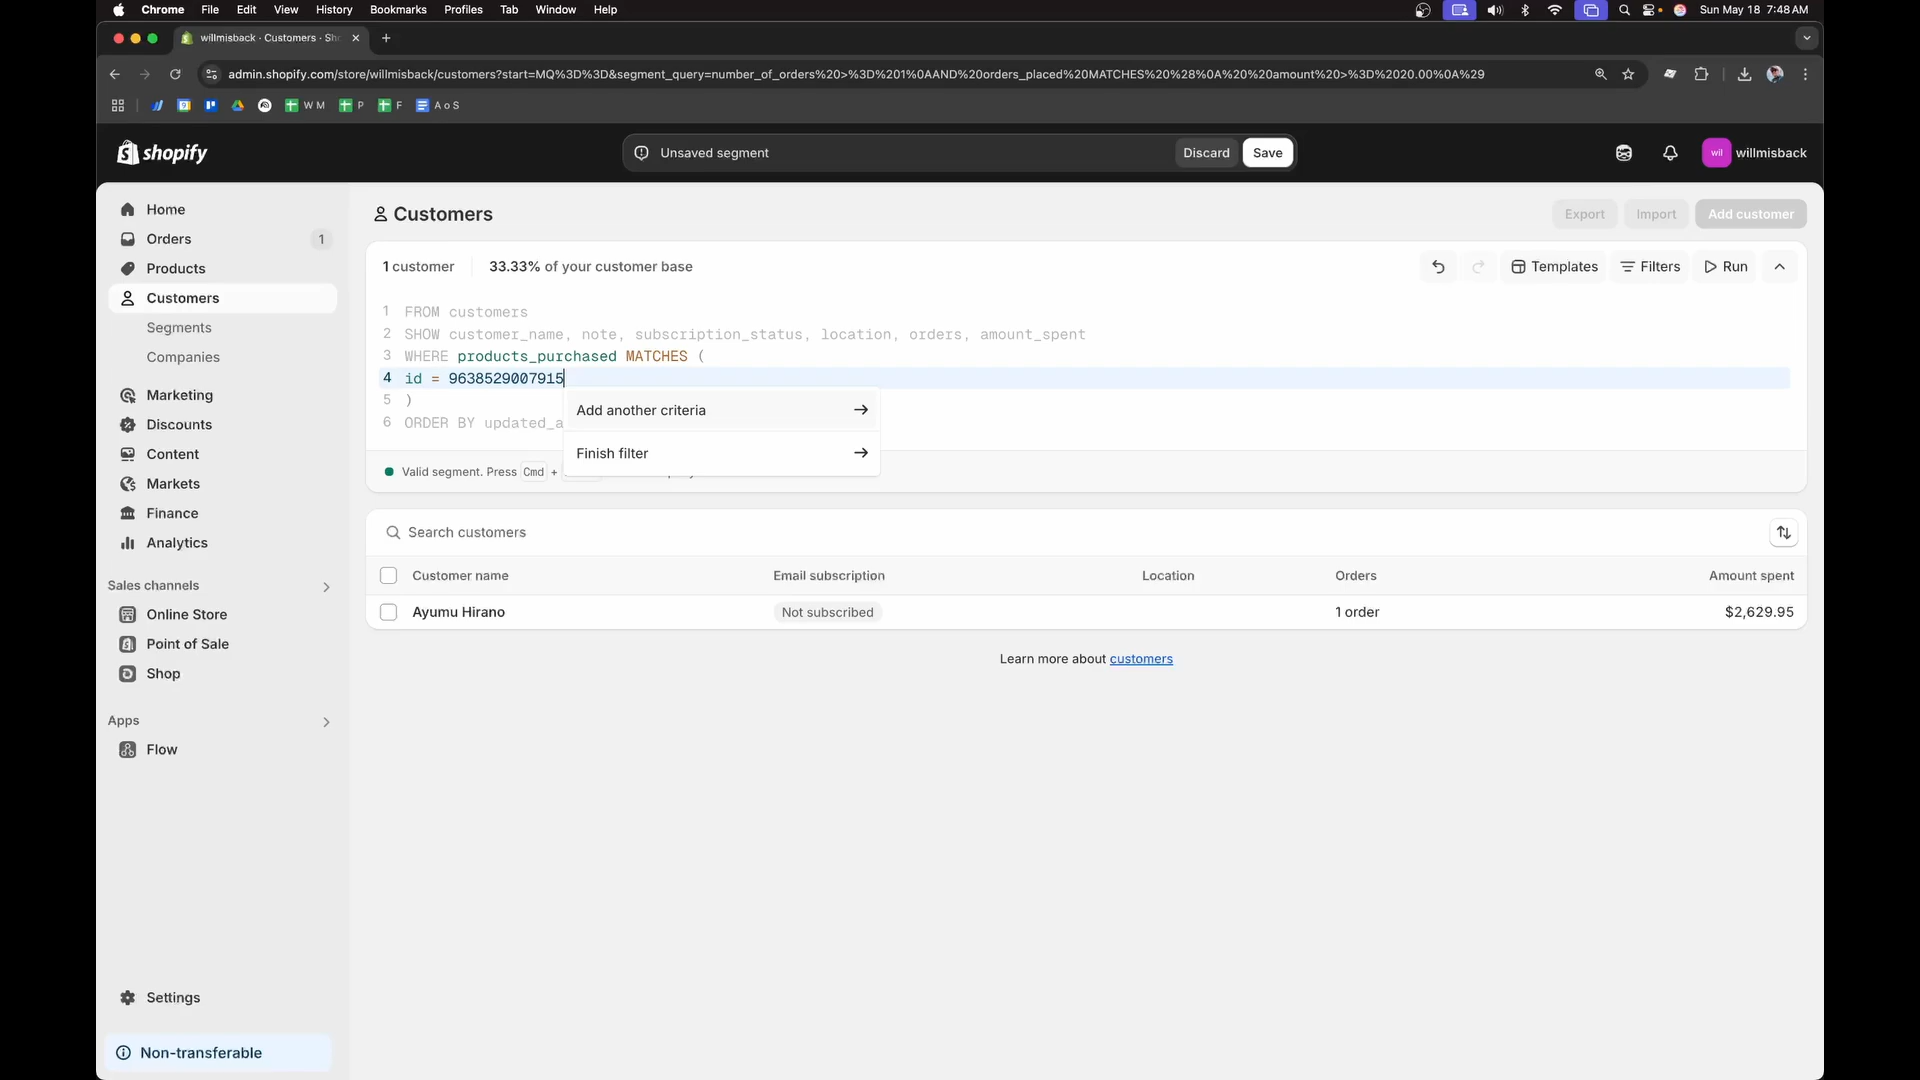 Chrome File Edit View History Bookmarks Profiles Tab Window Help Sun May 18 7:48 AM
willmisback · Customers · Sh
admin.shopify.com/store/willmisback/customers?start=MQ%3D%3D&segment_query=number_of_orders%20>%3D%201%0AAND%20orders_placed%20MATCHES%20%28%0A%20%20amount%20>%3D%2020.00%0A%29
W M P F A o S
shopify
Unsaved segment
Discard
Save
wil
willmisback
Home
Orders 1
Products
Customers
Segments
Companies
Marketing
Discounts
Content
Markets
Finance
Analytics
Sales channels
Online Store
Point of Sale
Shop
Apps
Flow
Settings
Non-transferable
Customers
Export
Import
Add customer
1 customer
33.33% of your customer base
Templates
Filters
Run
1 FROM customers
2 SHOW customer_name, note, subscription_status, location, orders, amount_spent
3 WHERE products_purchased MATCHES (
4 id = 9638529007915
5 )
6 ORDER BY updated_a
Add another criteria
Finish filter
Valid segment. Press Cmd +
Search customers
Customer name Email subscription Location Orders Amount spent
Ayumu Hirano Not subscribed 1 order $2,629.95
Learn more about customers